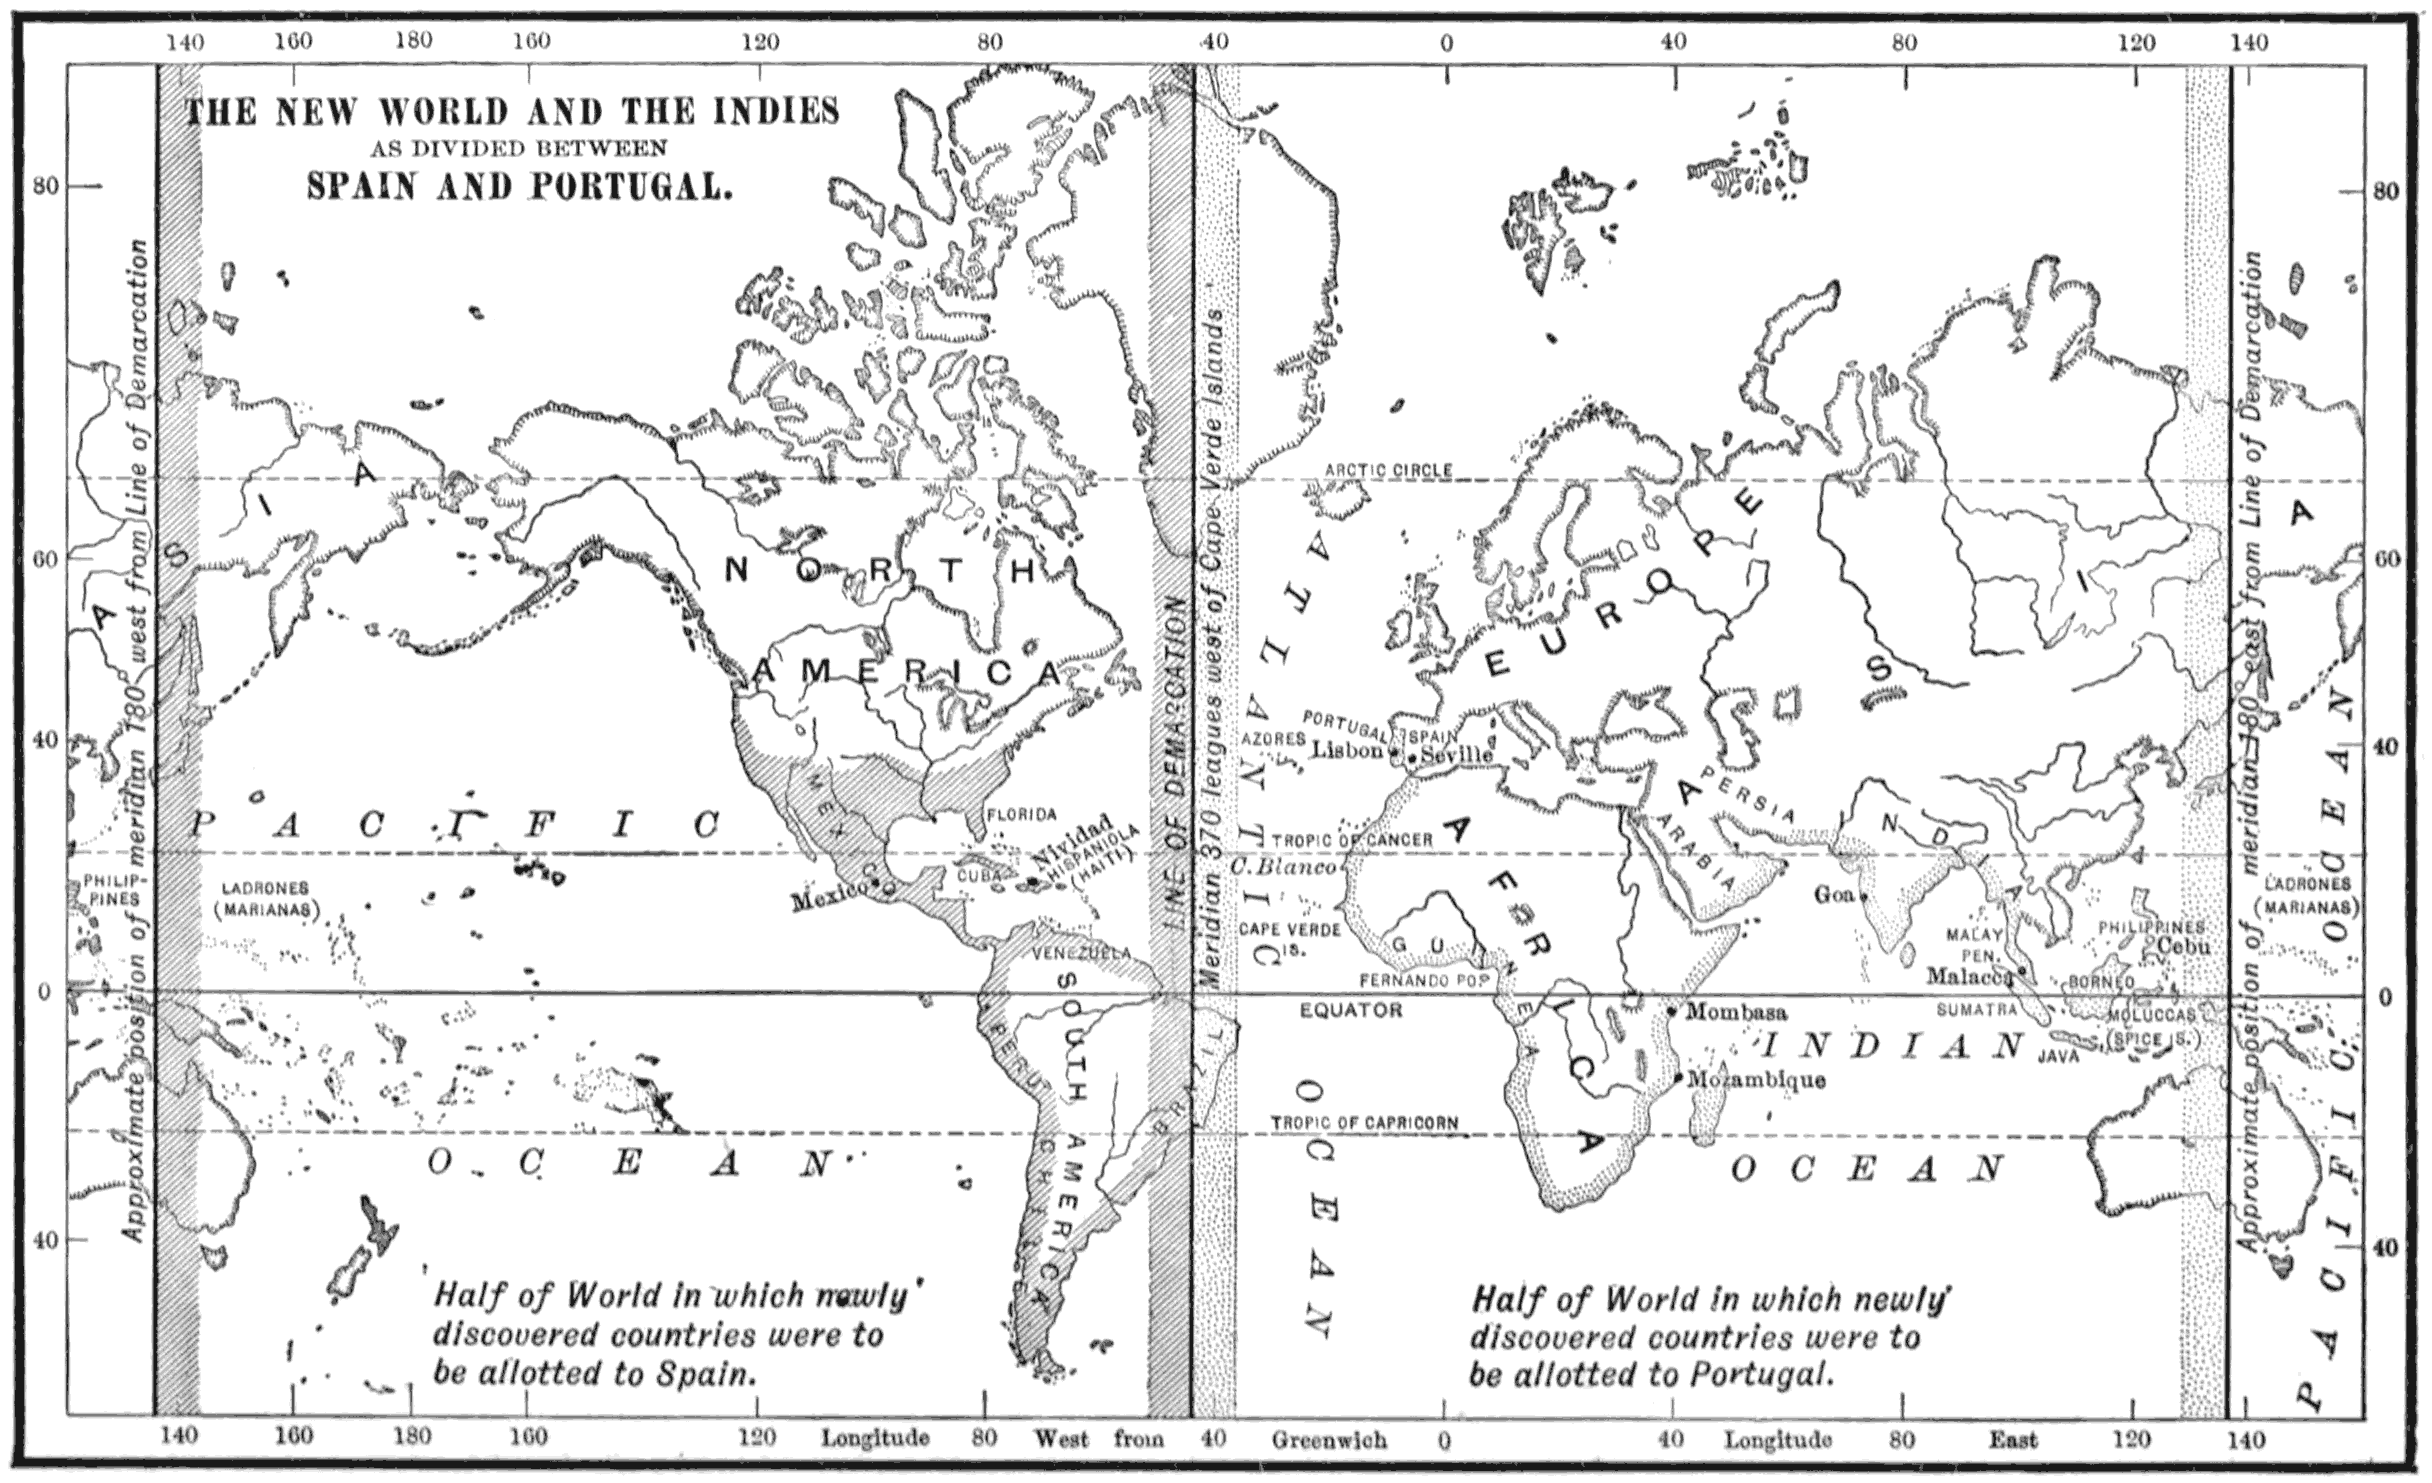 140 160 180 160 120 80 40 0 40 80 120 140
THE NEW WORLD AND THE INDIES
AS DIVIDED BETWEEN
SPAIN AND PORTUGAL.
80
60
40
0
40
80
60
40
0
40
Approximate position of meridian 180° west from Line of Demarcation
LINE OF DEMARCATION
Meridian 370 leagues west of Cape Verde Islands
Approximate position of meridian 180° east from Line of Demarcation
ASIA
NORTH
AMERICA
PACIFIC
OCEAN
PHILIP-
PINES
LADRONES
(MARIANAS)
MEXICO
Mexico
FLORIDA
CUBA
Nividad
HISPANIOLA
(HAITI)
VENEZUELA
SOUTH AMERICA
PERU
CHILE
BRAZIL
ATLANTIC
OCEAN
ARCTIC CIRCLE
EUROPE
ASIA
PORTUGAL
SPAIN
AZORES
Lisbon
Seville
TROPIC OF CANCER
C. Blanco
CAPE VERDE
IS.
AFRICA
GUINEA
FERNANDO PO
EQUATOR
PERSIA
ARABIA
INDIA
Goa
MALAY
PEN.
Malacca
PHILIPPINES
Cebu
BORNEO
SUMATRA
MOLUCCAS
(SPICE IS.)
JAVA
Mombasa
Mozambique
INDIAN
OCEAN
TROPIC OF CAPRICORN
LADRONES
(MARIANAS)
PACIFIC OCEAN
Half of World in which newly
discovered countries were to
be allotted to Spain.
Half of World in which newly
discovered countries were to
be allotted to Portugal.
140 160 180 160 120 Longitude 80 West from 40 Greenwich 0 40 Longitude 80 East 120 140